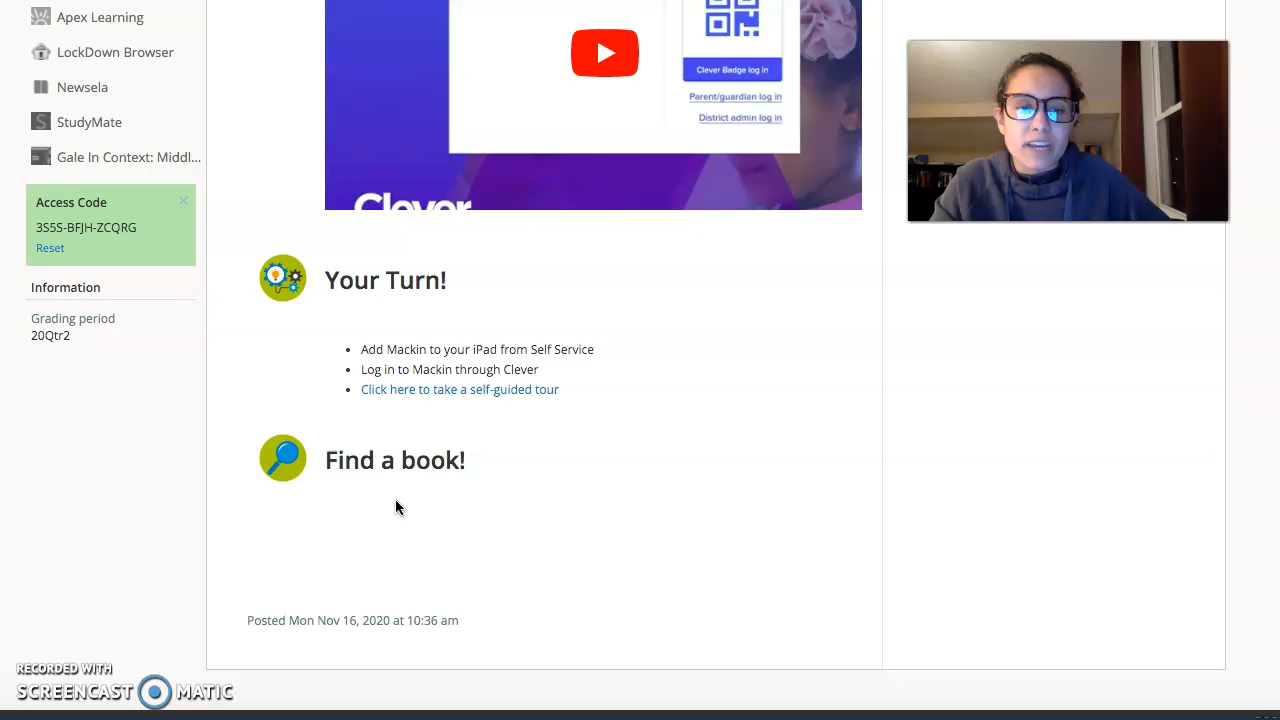 Apex Learning
LockDown Browser
Newsela
StudyMate
Gale In Context: Middl...
Access Code
3S5S-BFJH-ZCQRG
Reset
Information
Grading period
20Qtr2
Clever Badge log in
Parent/guardian log in
District admin log in
Clever
Your Turn!
Add Mackin to your iPad from Self Service
Log in to Mackin through Clever
Click here to take a self-guided tour
Find a book!
Posted Mon Nov 16, 2020 at 10:36 am
RECORDED WITH
SCREENCAST MATIC